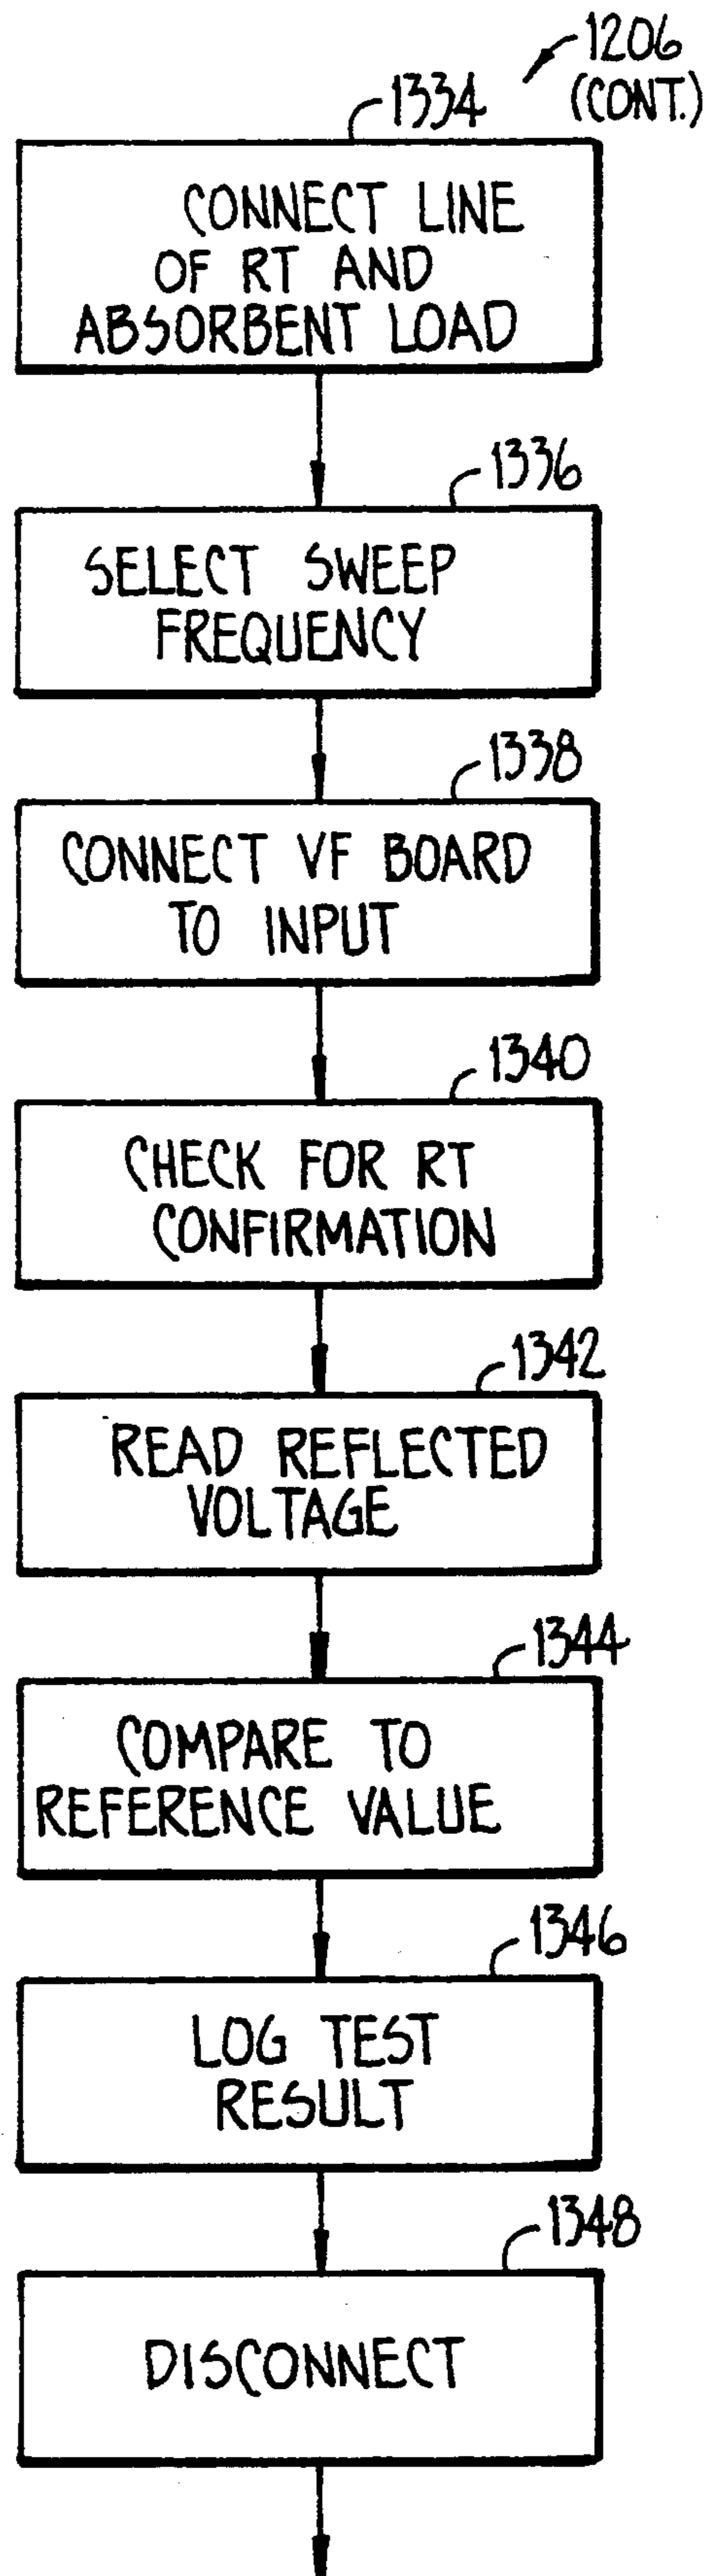 1206
(CONT.)
1334
CONNECT LINE
OF RT AND
ABSORBENT LOAD
1336
SELECT SWEEP
FREQUENCY
1338
CONNECT VF BOARD
TO INPUT
1340
CHECK FOR RT
CONFIRMATION
1342
READ REFLECTED
VOLTAGE
1344
COMPARE TO
REFERENCE VALUE
1346
LOG TEST
RESULT
1348
DISCONNECT